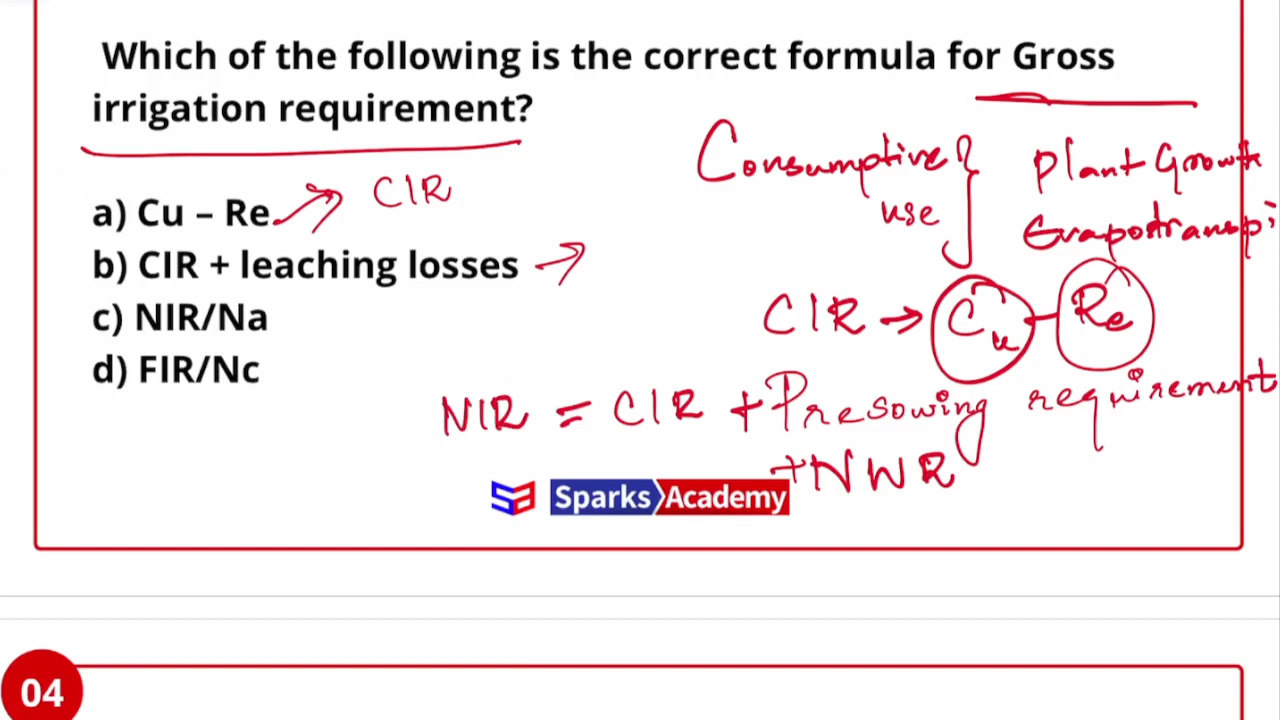 Which of the following is the correct formula for Gross
irrigation requirement?
a) Cu – Re → CIR
b) CIR + leaching losses →
c) NIR/Na
d) FIR/Nc
Consumptive
use
Plant Growth
Evapotranspi
CIR → Cu - Re
NIR = CIR + Presowing requirement
+ NWR
Sparks Academy
04